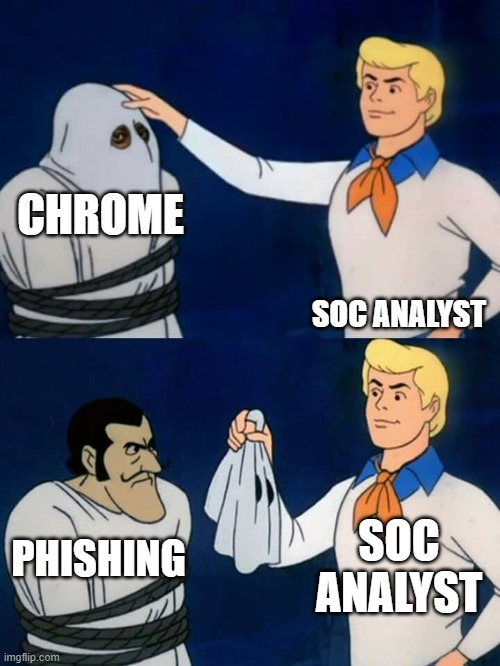 CHROME
SOC ANALYST
PHISHING
SOC
ANALYST
imgflip.com